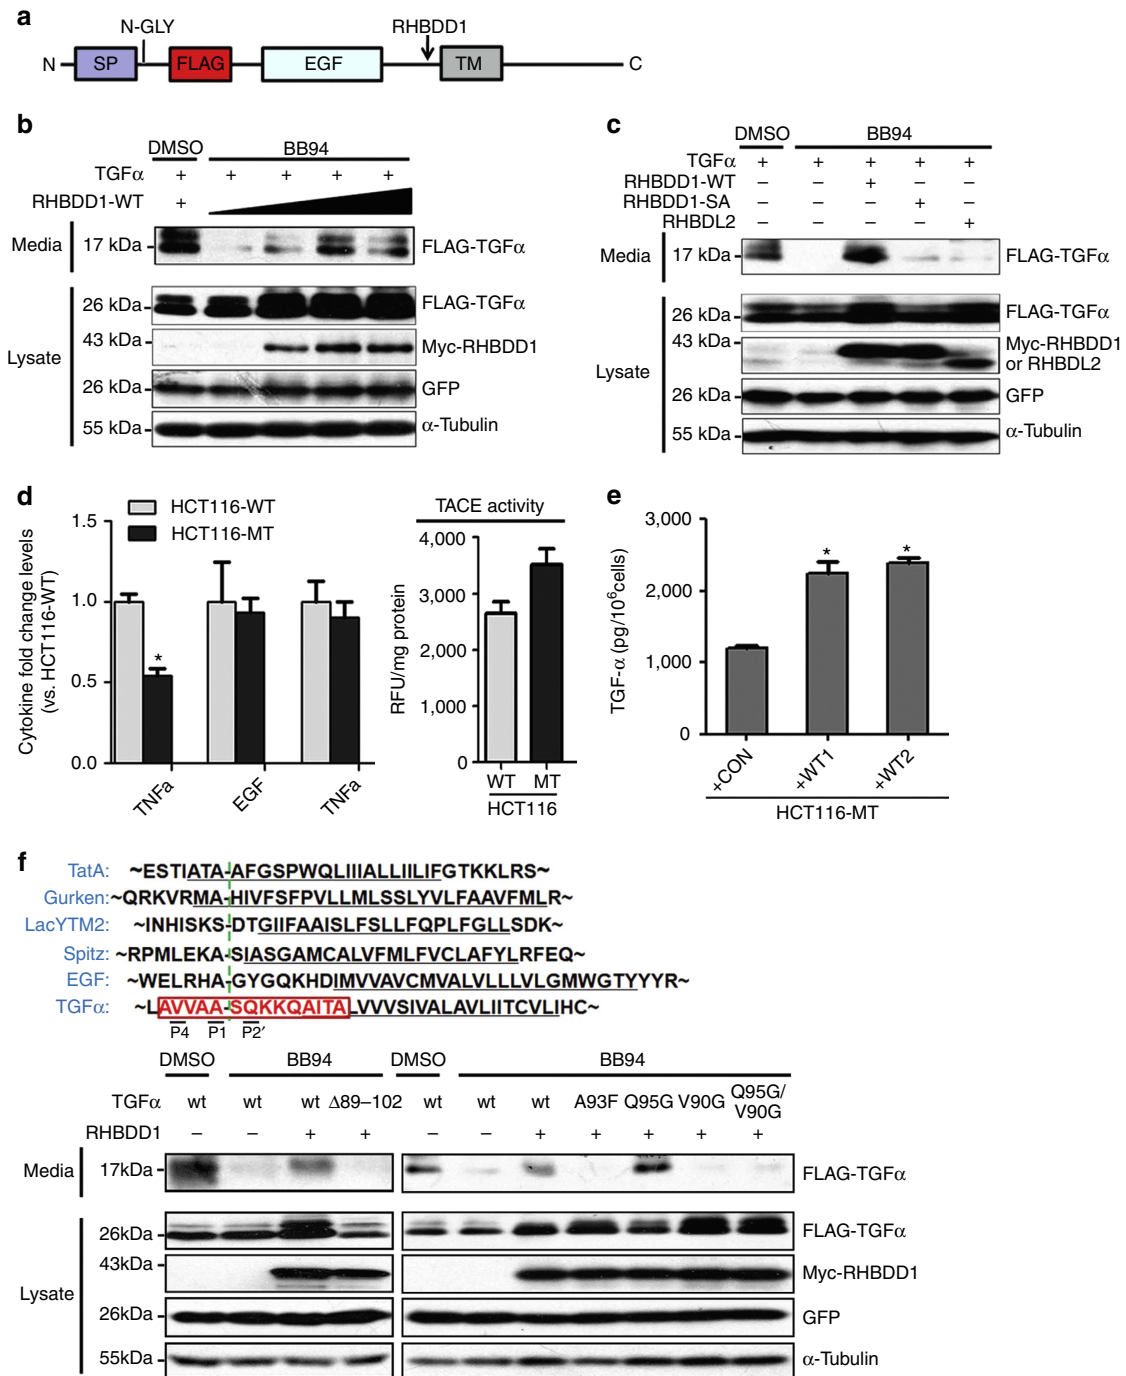 a
N-GLY
RHBDD1
N SP FLAG EGF TM C
b
DMSO BB94
TGFα + + + + +
RHBDD1-WT +
Media 17 kDa FLAG-TGFα
26 kDa FLAG-TGFα
43 kDa Myc-RHBDD1
Lysate
26 kDa GFP
55 kDa α-Tubulin
c
DMSO BB94
TGFα + + + + +
RHBDD1-WT – – + – –
RHBDD1-SA – – – + –
RHBDL2 – – – – +
Media 17 kDa FLAG-TGFα
26 kDa FLAG-TGFα
43 kDa Myc-RHBDD1
or RHBDL2
Lysate
26 kDa GFP
55 kDa α-Tubulin
d
HCT116-WT
HCT116-MT
Cytokine fold change levels
(vs. HCT116-WT)
1.5
1.0
0.5
0.0
*
TNFa EGF TNFa
TACE activity
RFU/mg protein
4,000
3,000
2,000
1,000
0
WT MT
HCT116
e
TGF-α (pg/10⁶cells)
3,000
2,000
1,000
0
* *
+CON +WT1 +WT2
HCT116-MT
f
TatA: ~ESTIATA-AFGSPWQLIIIALLIILIFGTKKLRS~
Gurken: ~QRKVRMA-HIVFSFPVLLMLSSLYVLFAAVFMLR~
LacYTM2: ~INHISKS-DTGIIFAAISLFSLLFQPLFGLLSDK~
Spitz: ~RPMLEKA-SIASGAMCALVFMLFVCLAFYLRFEQ~
EGF: ~WELRHA-GYGQKHDIMVVAVCMVALVLLLLVLGMWGTYYYR~
TGFα: ~LAVVAA-SQKKQAITALVVVSIVALAVLIITCVLIHC~
P4 P1 P2′
DMSO BB94 DMSO BB94
TGFα wt wt wt Δ89–102 wt wt wt A93F Q95G V90G Q95G/
V90G
RHBDD1 – – + + – – + + + + +
Media 17kDa FLAG-TGFα
26kDa FLAG-TGFα
43kDa Myc-RHBDD1
Lysate
26kDa GFP
55kDa α-Tubulin